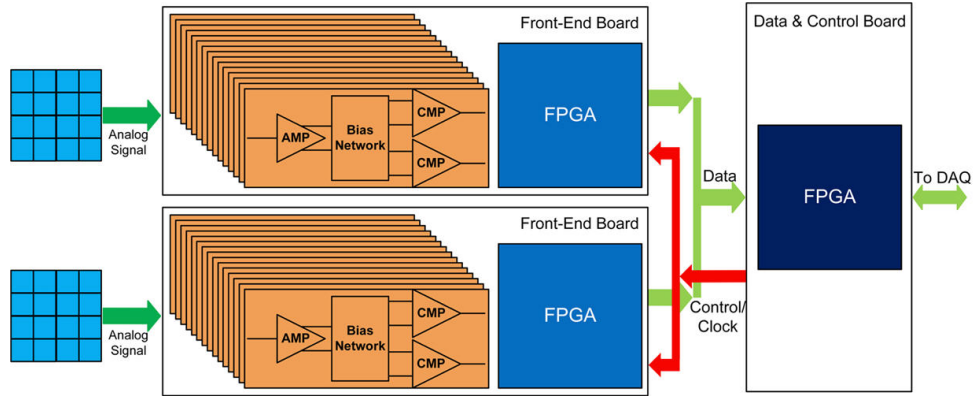 Front-End Board
Data & Control Board
Analog
Signal
AMP
Bias
Network
CMP
CMP
FPGA
Data
FPGA
To DAQ
Front-End Board
Analog
Signal
AMP
Bias
Network
CMP
CMP
FPGA
Control/
Clock